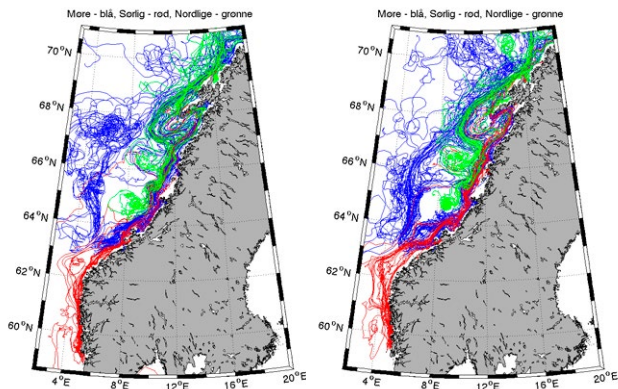 Møre - blå, Sørlig - rød, Nordlige - grønne
70°N
68°N
66°N
64°N
62°N
60°N
4°E
8°E
12°E
16°E
20°E
Møre - blå, Sørlig - rød, Nordlige - grønne
70°N
68°N
66°N
64°N
62°N
60°N
4°E
8°E
12°E
16°E
20°E